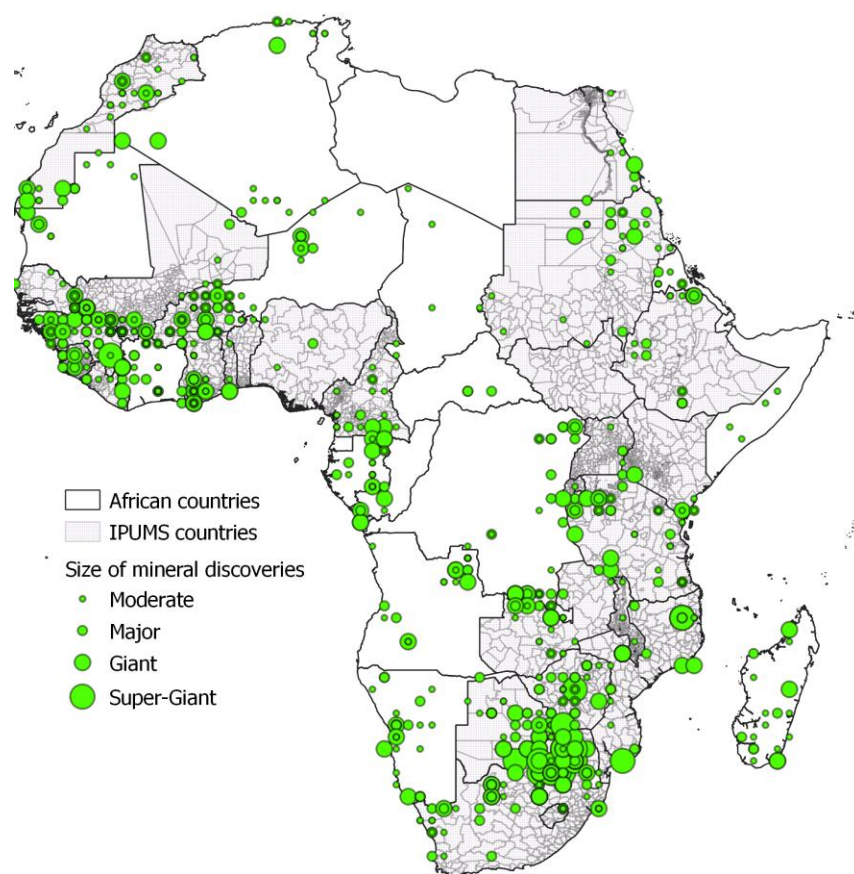 African countries
IPUMS countries
Size of mineral discoveries
Moderate
Major
Giant
Super-Giant